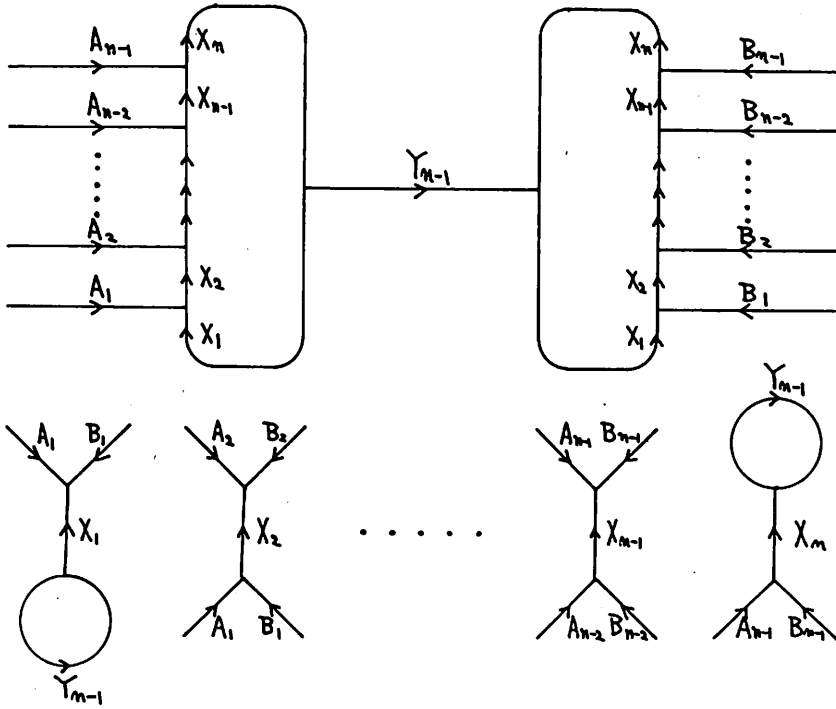 A_{n-1} X_n X_n B_{n-1}
A_{n-2} X_{n-1} X_{n-1} B_{n-2}
Y_{n-1}
A_2 B_2
A_1 X_2 X_2 B_1
X_1 X_1
Y_{n-1}
A_1 B_1 A_2 B_2 A_{n-1} B_{n-1}
X_1 X_2 X_{n-1} X_n
A_1 B_1 A_{n-2} B_{n-2} A_{n-1} B_{n-1}
Y_{n-1}